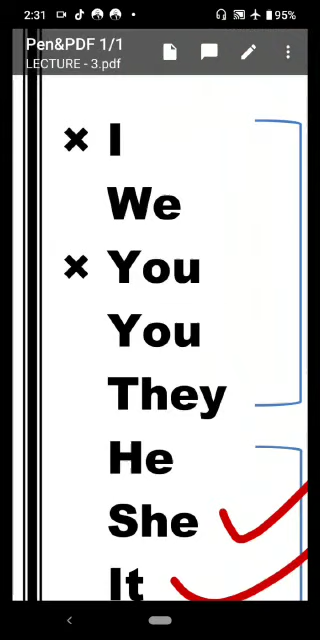 2:31 95%
Pen&PDF 1/1
LECTURE - 3.pdf
× I
We
× You
You
They
He
She
It